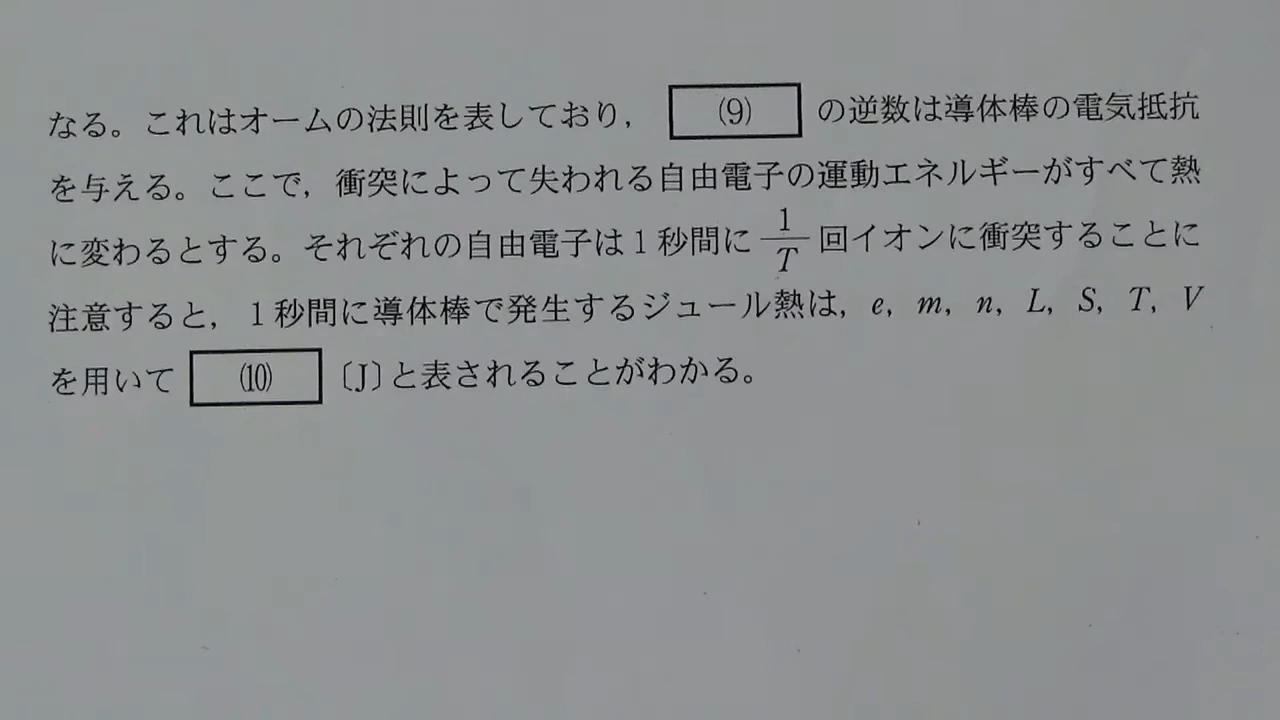 なる。これはオームの法則を表しており，　(9)　の逆数は導体棒の電気抵抗
を与える。ここで，衝突によって失われる自由電子の運動エネルギーがすべて熱
に変わるとする。それぞれの自由電子は1秒間に 1/T 回イオンに衝突することに
注意すると，1秒間に導体棒で発生するジュール熱は，e，m，n，L，S，T，V
を用いて　(10)　〔J〕と表されることがわかる。